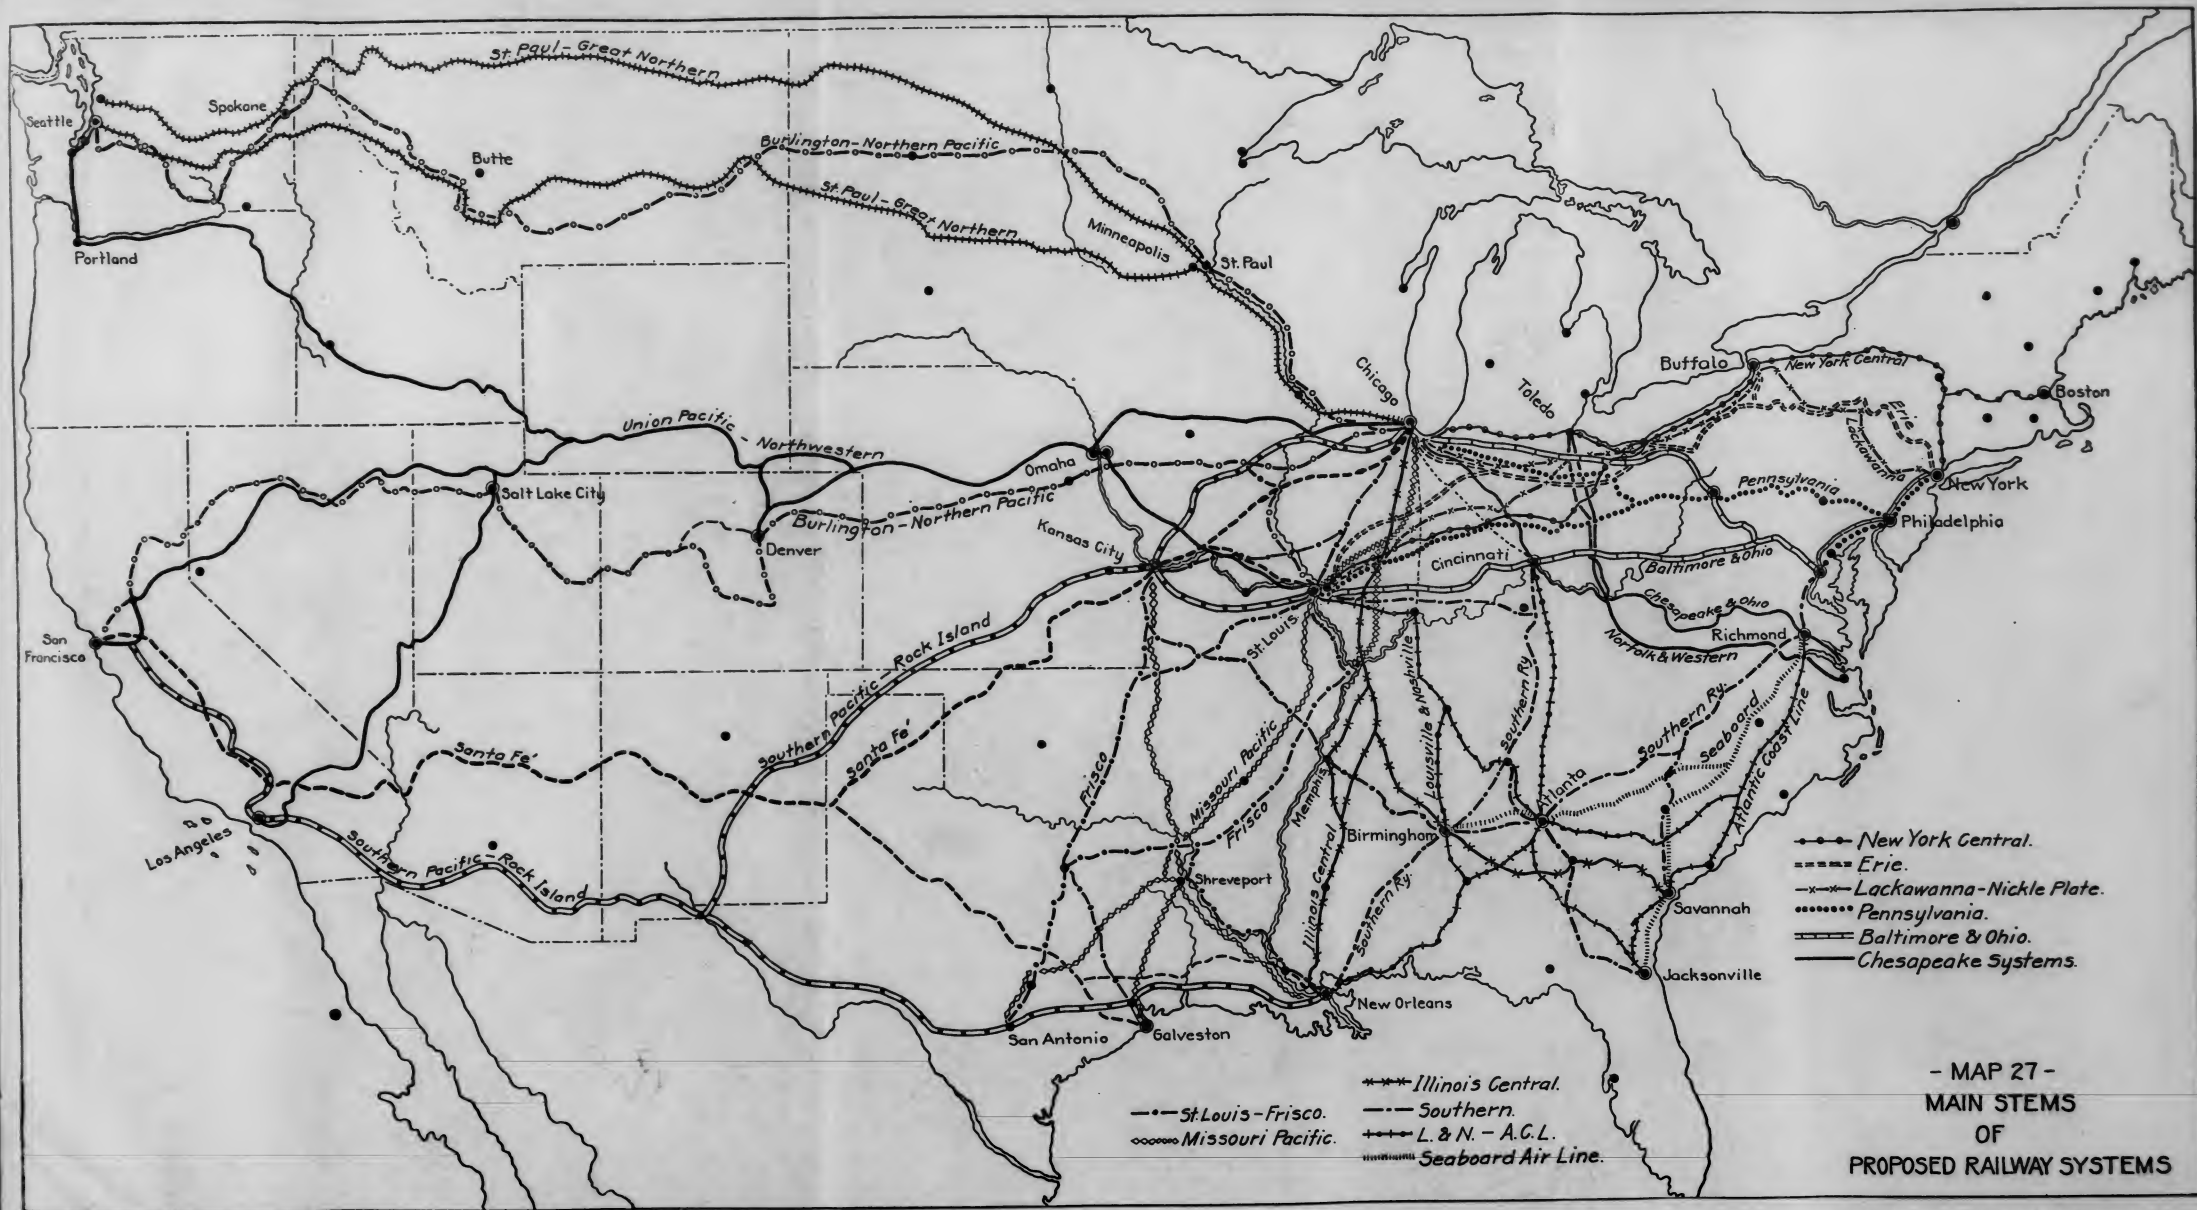 St. Paul - Great Northern
Spokane
Seattle
Butte
Burlington - Northern Pacific
St. Paul - Great Northern
Minneapolis
St. Paul
Portland
Chicago
Toledo
Buffalo
New York Central
Boston
Erie
Lackawanna
Union Pacific - Northwestern
Omaha
Salt Lake City
Burlington - Northern Pacific
Denver
Kansas City
Pennsylvania
New York
Philadelphia
Cincinnati
Baltimore & Ohio
Chesapeake & Ohio
Richmond
Norfolk & Western
San
Francisco
St. Louis
Southern Pacific - Rock Island
Santa Fé
Santa Fé
Frisco
Missouri Pacific
Frisco
Memphis
Louisville & Nashville
Southern Ry.
Southern Ry.
Seaboard
Atlantic Coast Line
Atlanta
Birmingham
Los Angeles
Southern Pacific - Rock Island
Shreveport
Illinois Central
Southern Ry.
Savannah
Jacksonville
New Orleans
San Antonio
Galveston
New York Central.
Erie.
Lackawanna-Nickle Plate.
Pennsylvania.
Baltimore & Ohio.
Chesapeake Systems.
St. Louis - Frisco.
Missouri Pacific.
Illinois Central.
Southern.
L. & N. - A.C.L.
Seaboard Air Line.
- MAP 27 -
MAIN STEMS
OF
PROPOSED RAILWAY SYSTEMS